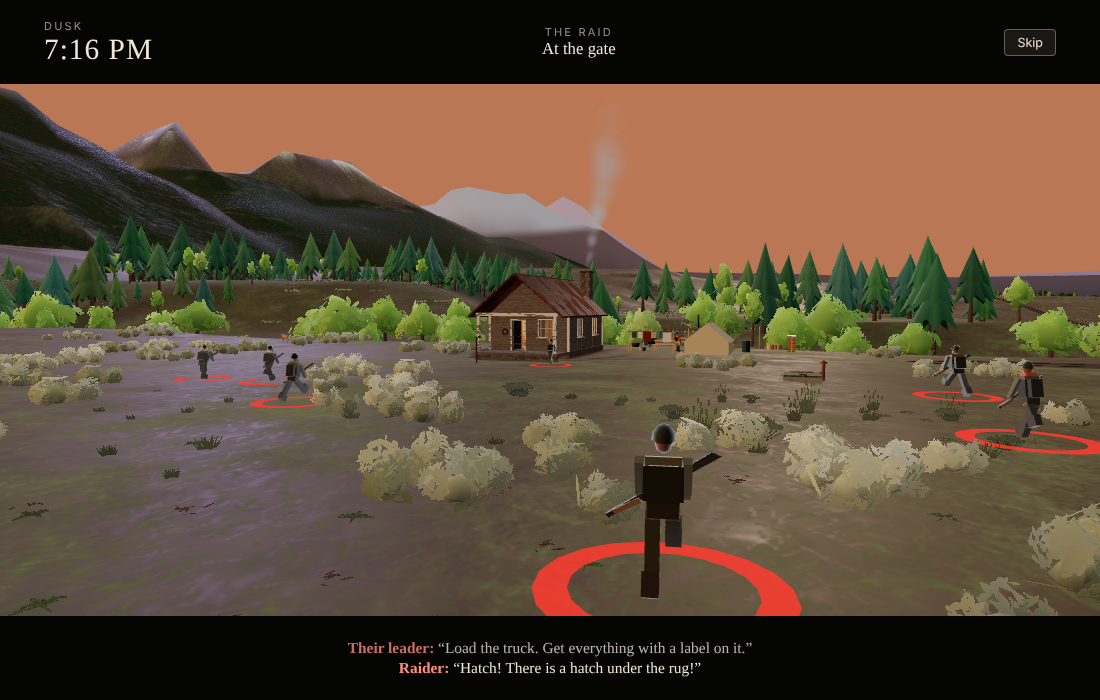 DUSK
7:16 PM
THE RAID
At the gate
Skip
Their leader: “Load the truck. Get everything with a label on it.”
Raider: “Hatch! There is a hatch under the rug!”